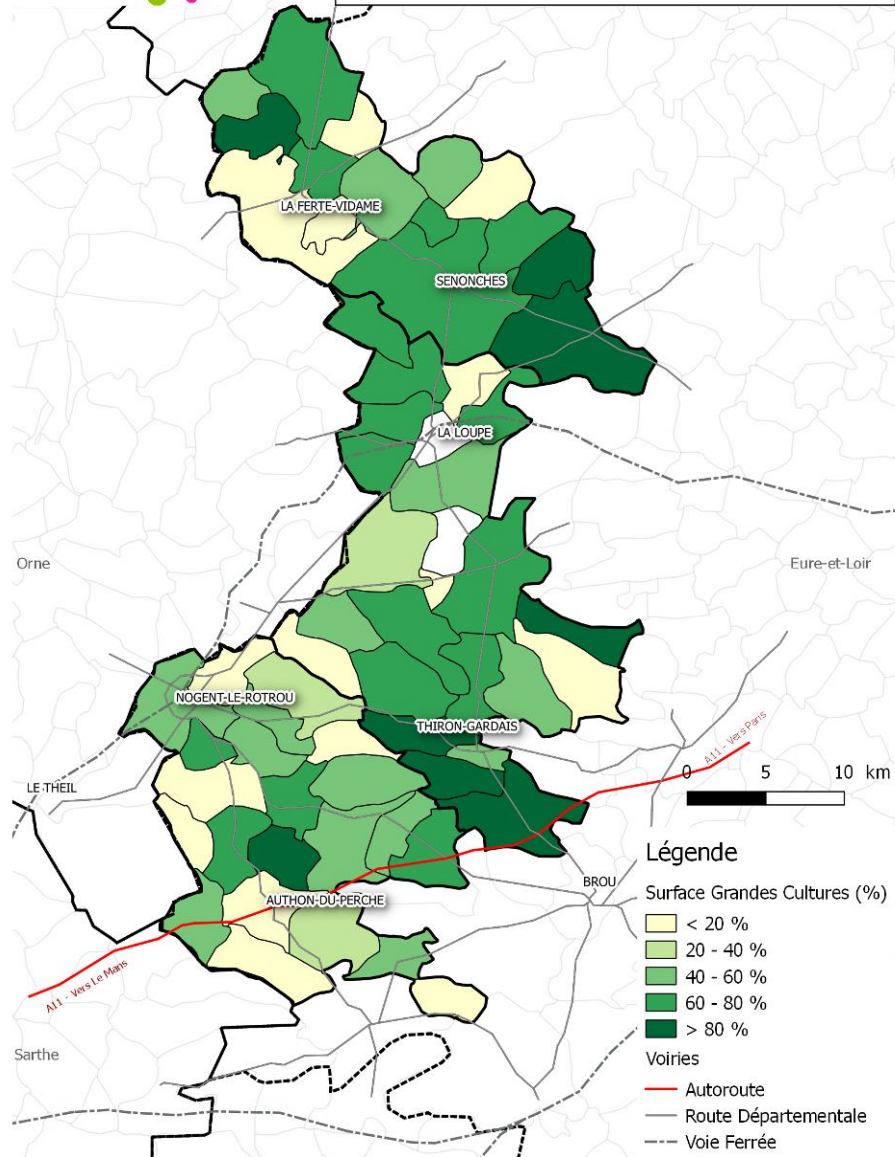 LA FERTE-VIDAME
SENONCHES
LA LOUPE
Orne
Eure-et-Loir
NOGENT-LE-ROTROU
THIRON-GARDAIS
A11 - Vers Paris
LE THEIL
0 5 10 km
Légende
BROU
Surface Grandes Cultures (%)
AUTHON-DU-PERCHE
< 20 %
20 - 40 %
40 - 60 %
60 - 80 %
> 80 %
A11 - Vers Le Mans
Sarthe
Voiries
Autoroute
Route Départementale
Voie Ferrée